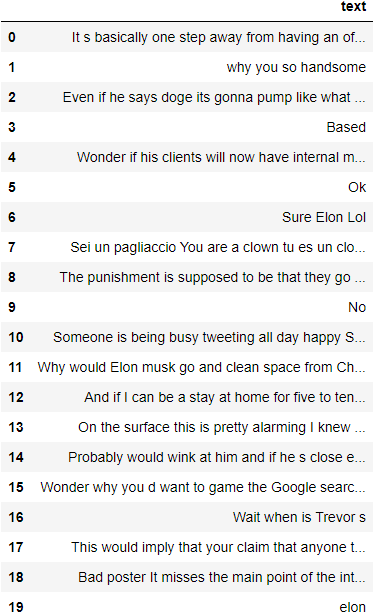 text
0 It s basically one step away from having an of...
1 why you so handsome
2 Even if he says doge its gonna pump like what ...
3 Based
4 Wonder if his clients will now have internal m...
5 Ok
6 Sure Elon Lol
7 Sei un pagliaccio You are a clown tu es un clo...
8 The punishment is supposed to be that they go ...
9 No
10 Someone is being busy tweeting all day happy S...
11 Why would Elon musk go and clean space from Ch...
12 And if I can be a stay at home for five to ten...
13 On the surface this is pretty alarming I knew ...
14 Probably would wink at him and if he s close e...
15 Wonder why you d want to game the Google searc...
16 Wait when is Trevor s
17 This would imply that your claim that anyone t...
18 Bad poster It misses the main point of the int...
19 elon